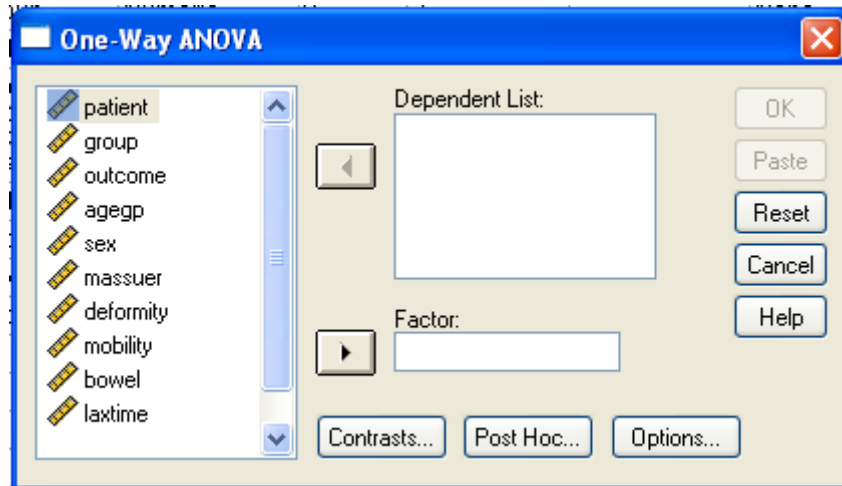 One-Way ANOVA
patient
group
outcome
agegp
sex
massuer
deformity
mobility
bowel
laxtime
Dependent List:
Factor:
OK
Paste
Reset
Cancel
Help
Contrasts...
Post Hoc...
Options...